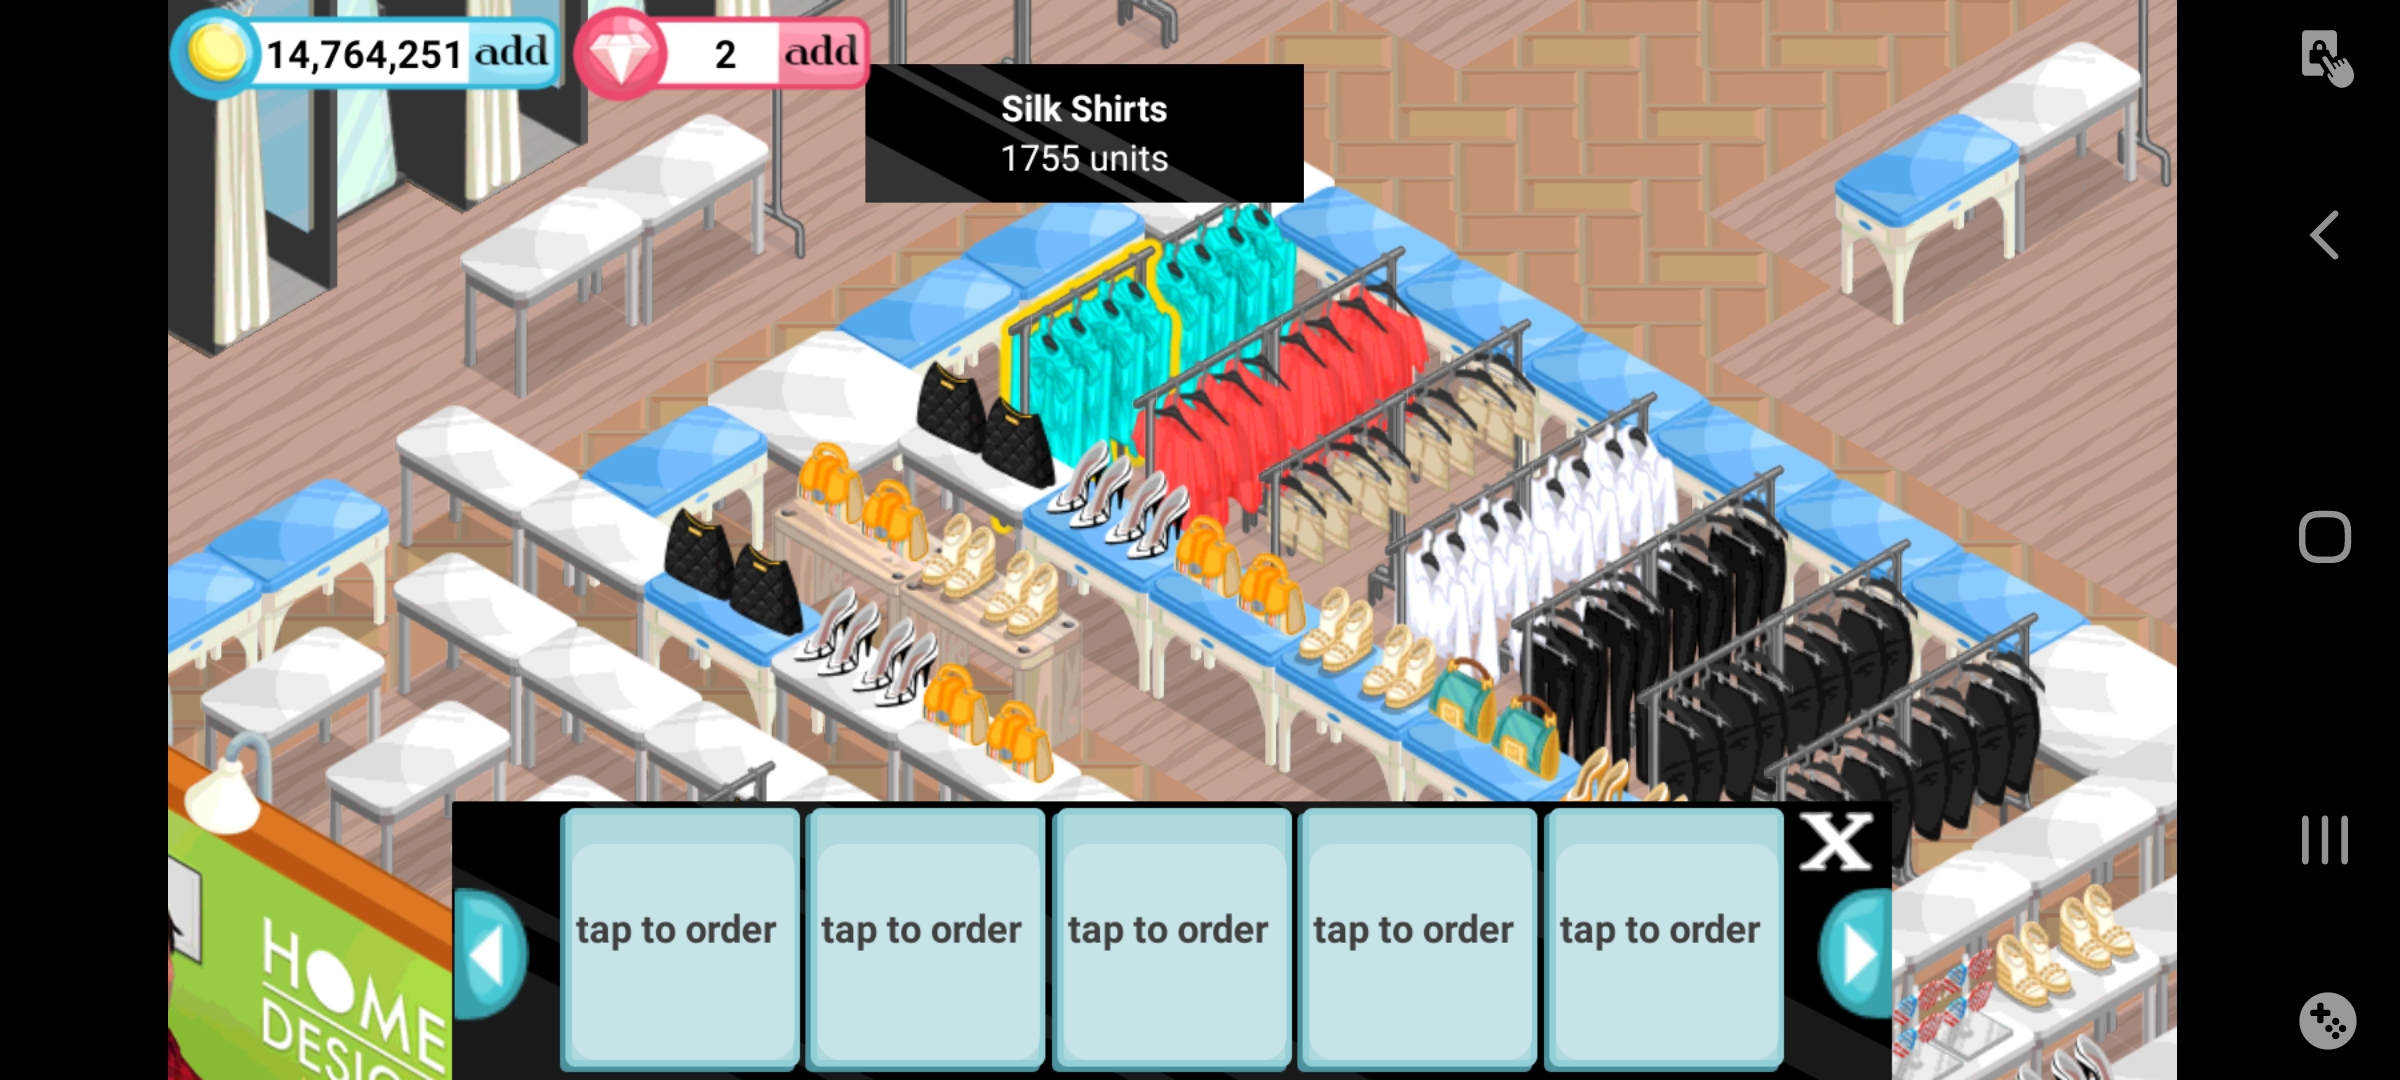 14,764,251 add
2 add
Silk Shirts
1755 units
X
tap to order
tap to order
tap to order
tap to order
tap to order
HOME